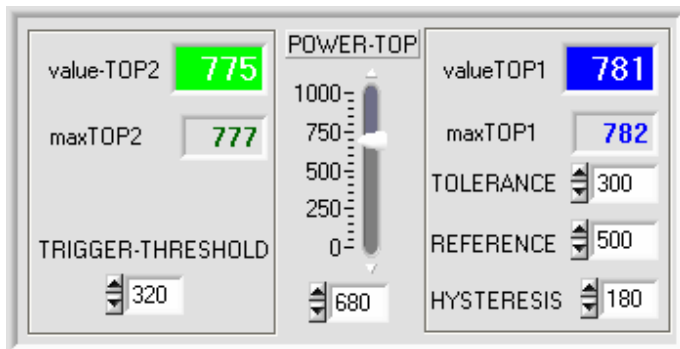 value-TOP2 775
maxTOP2 777
TRIGGER-THRESHOLD
320
POWER-TOP
1000
750
500
250
0
680
valueTOP1 781
maxTOP1 782
TOLERANCE 300
REFERENCE 500
HYSTERESIS 180